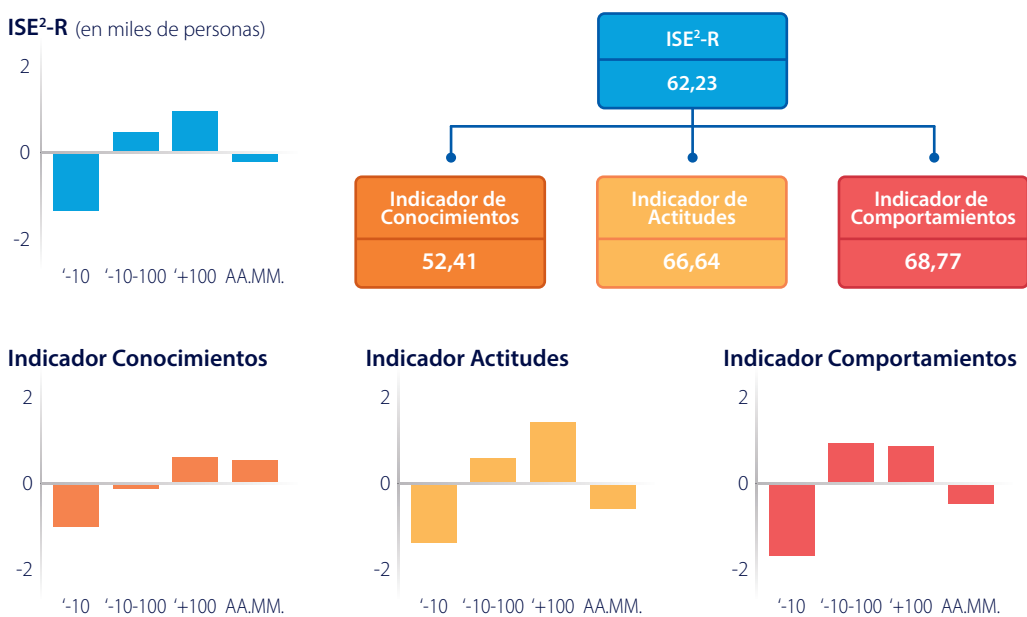 ISE²-R (en miles de personas)
2
0
-2
‘-10 ‘-10-100 ‘+100 AA.MM.
ISE²-R
62,23
Indicador de
Conocimientos
52,41
Indicador de
Actitudes
66,64
Indicador de
Comportamientos
68,77
Indicador Conocimientos
2
0
-2
‘-10 ‘-10-100 ‘+100 AA.MM.
Indicador Actitudes
2
0
-2
‘-10 ‘-10-100 ‘+100 AA.MM.
Indicador Comportamientos
2
0
-2
‘-10 ‘-10-100 ‘+100 AA.MM.